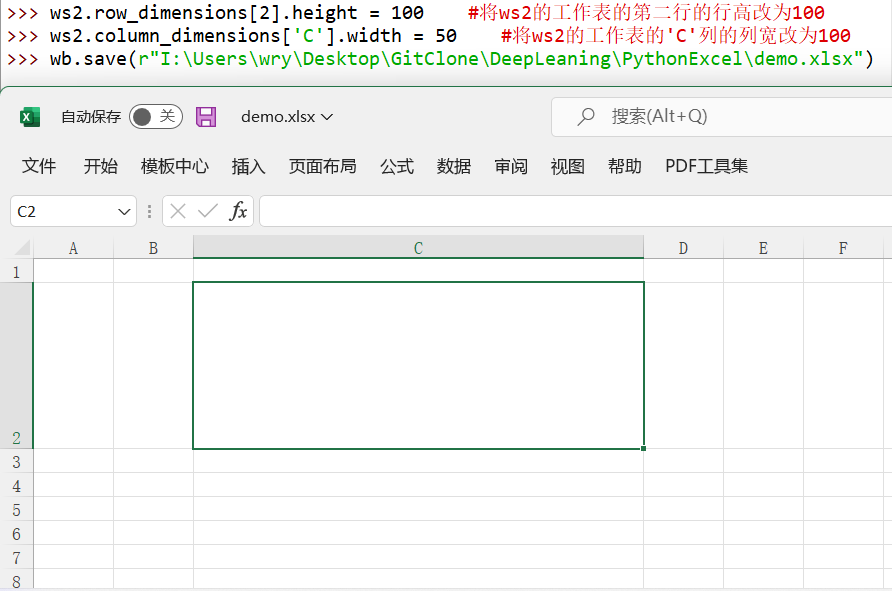 >>> ws2.row_dimensions[2].height = 100    #将ws2的工作表的第二行的行高改为100
>>> ws2.column_dimensions['C'].width = 50    #将ws2的工作表的'C'列的列宽改为100
>>> wb.save(r"I:\Users\wry\Desktop\GitClone\DeepLeaning\PythonExcel\demo.xlsx")
自动保存 关 demo.xlsx 搜索(Alt+Q)
文件 开始 模板中心 插入 页面布局 公式 数据 审阅 视图 帮助 PDF工具集
C2 fx
A B C D E F
1
2
3
4
5
6
7
8